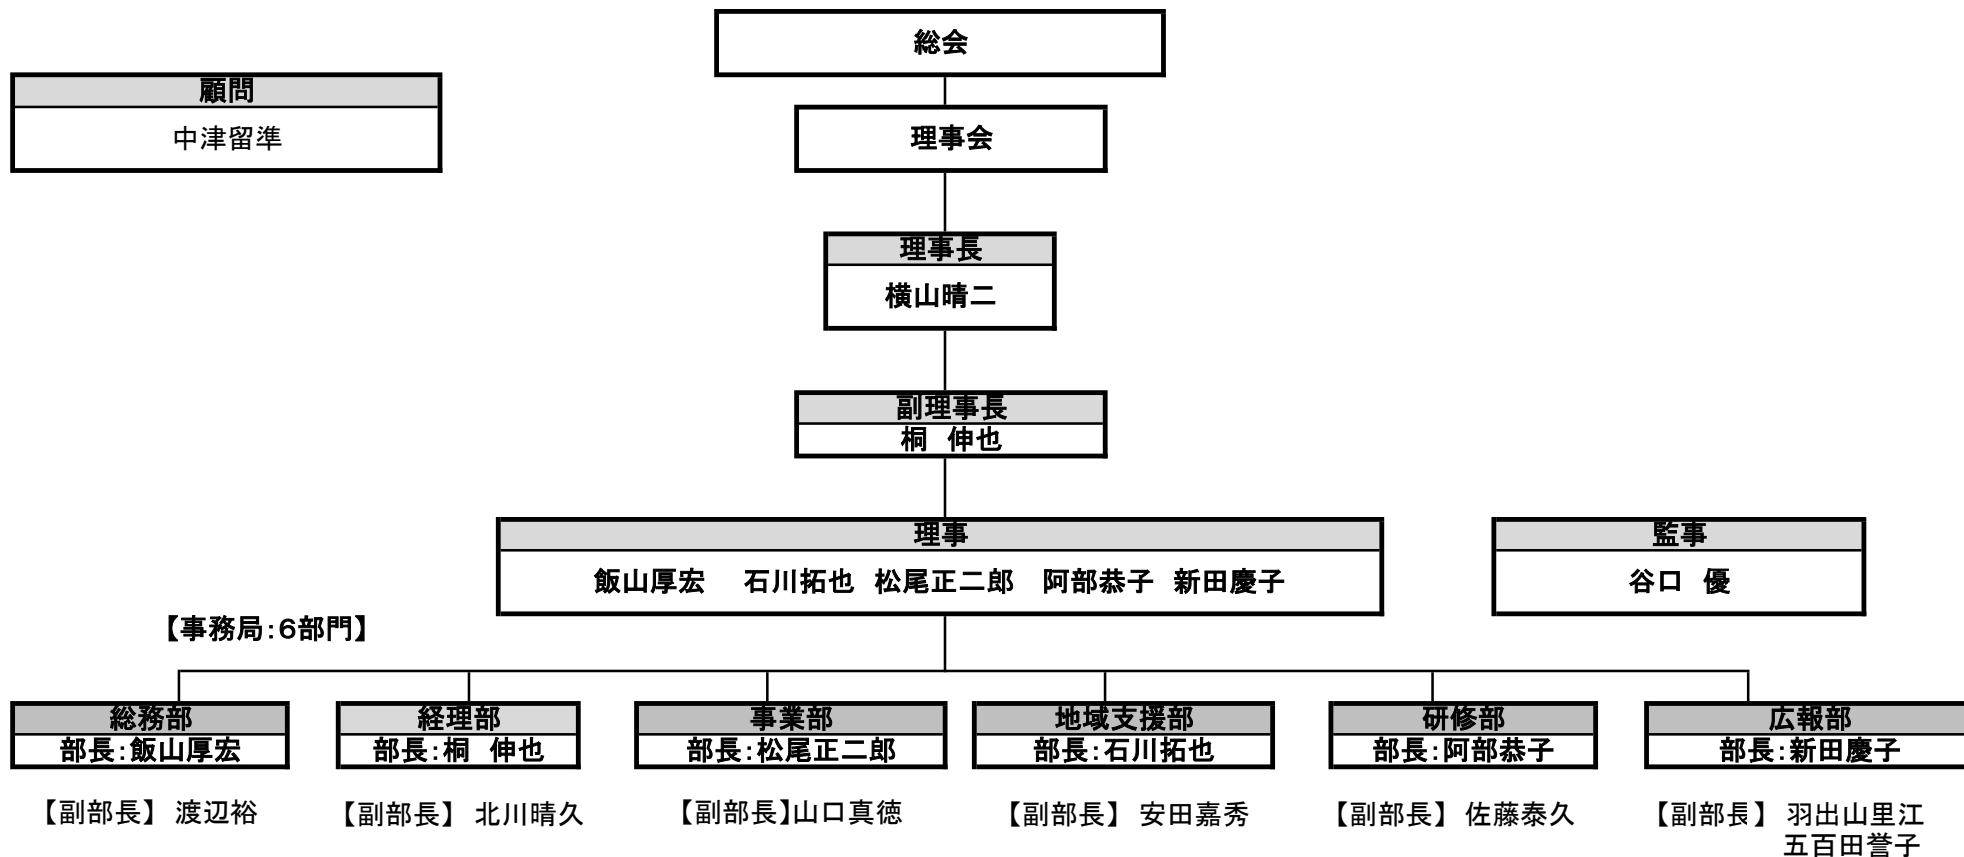 総会
顧問
中津留準
理事会
理事長
横山晴二
副理事長
桐　伸也
理事
飯山厚宏　石川拓也　松尾正二郎　阿部恭子　新田慶子
監事
谷口　優
【事務局：６部門】
総務部
部長：飯山厚宏
経理部
部長：桐　伸也
事業部
部長：松尾正二郎
地域支援部
部長：石川拓也
研修部
部長：阿部恭子
広報部
部長：新田慶子
【副部長】 渡辺裕
【副部長】 北川晴久
【副部長】山口真徳
【副部長】 安田嘉秀
【副部長】 佐藤泰久
【副部長】 羽出山里江
五百田誉子